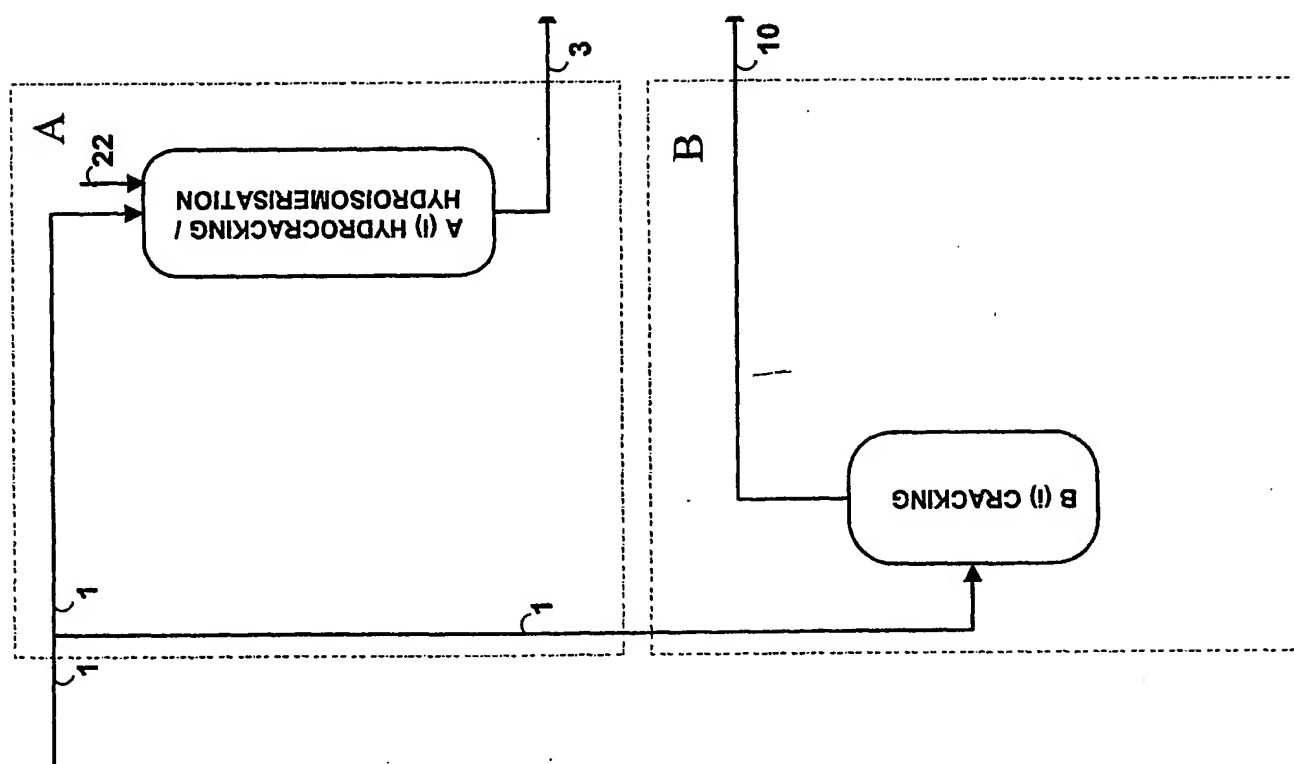 A
22
A (i) HYDROCRACKING /
HYDROISOMERISATION
3
10
B
B (i) CRACKING
1
1
1